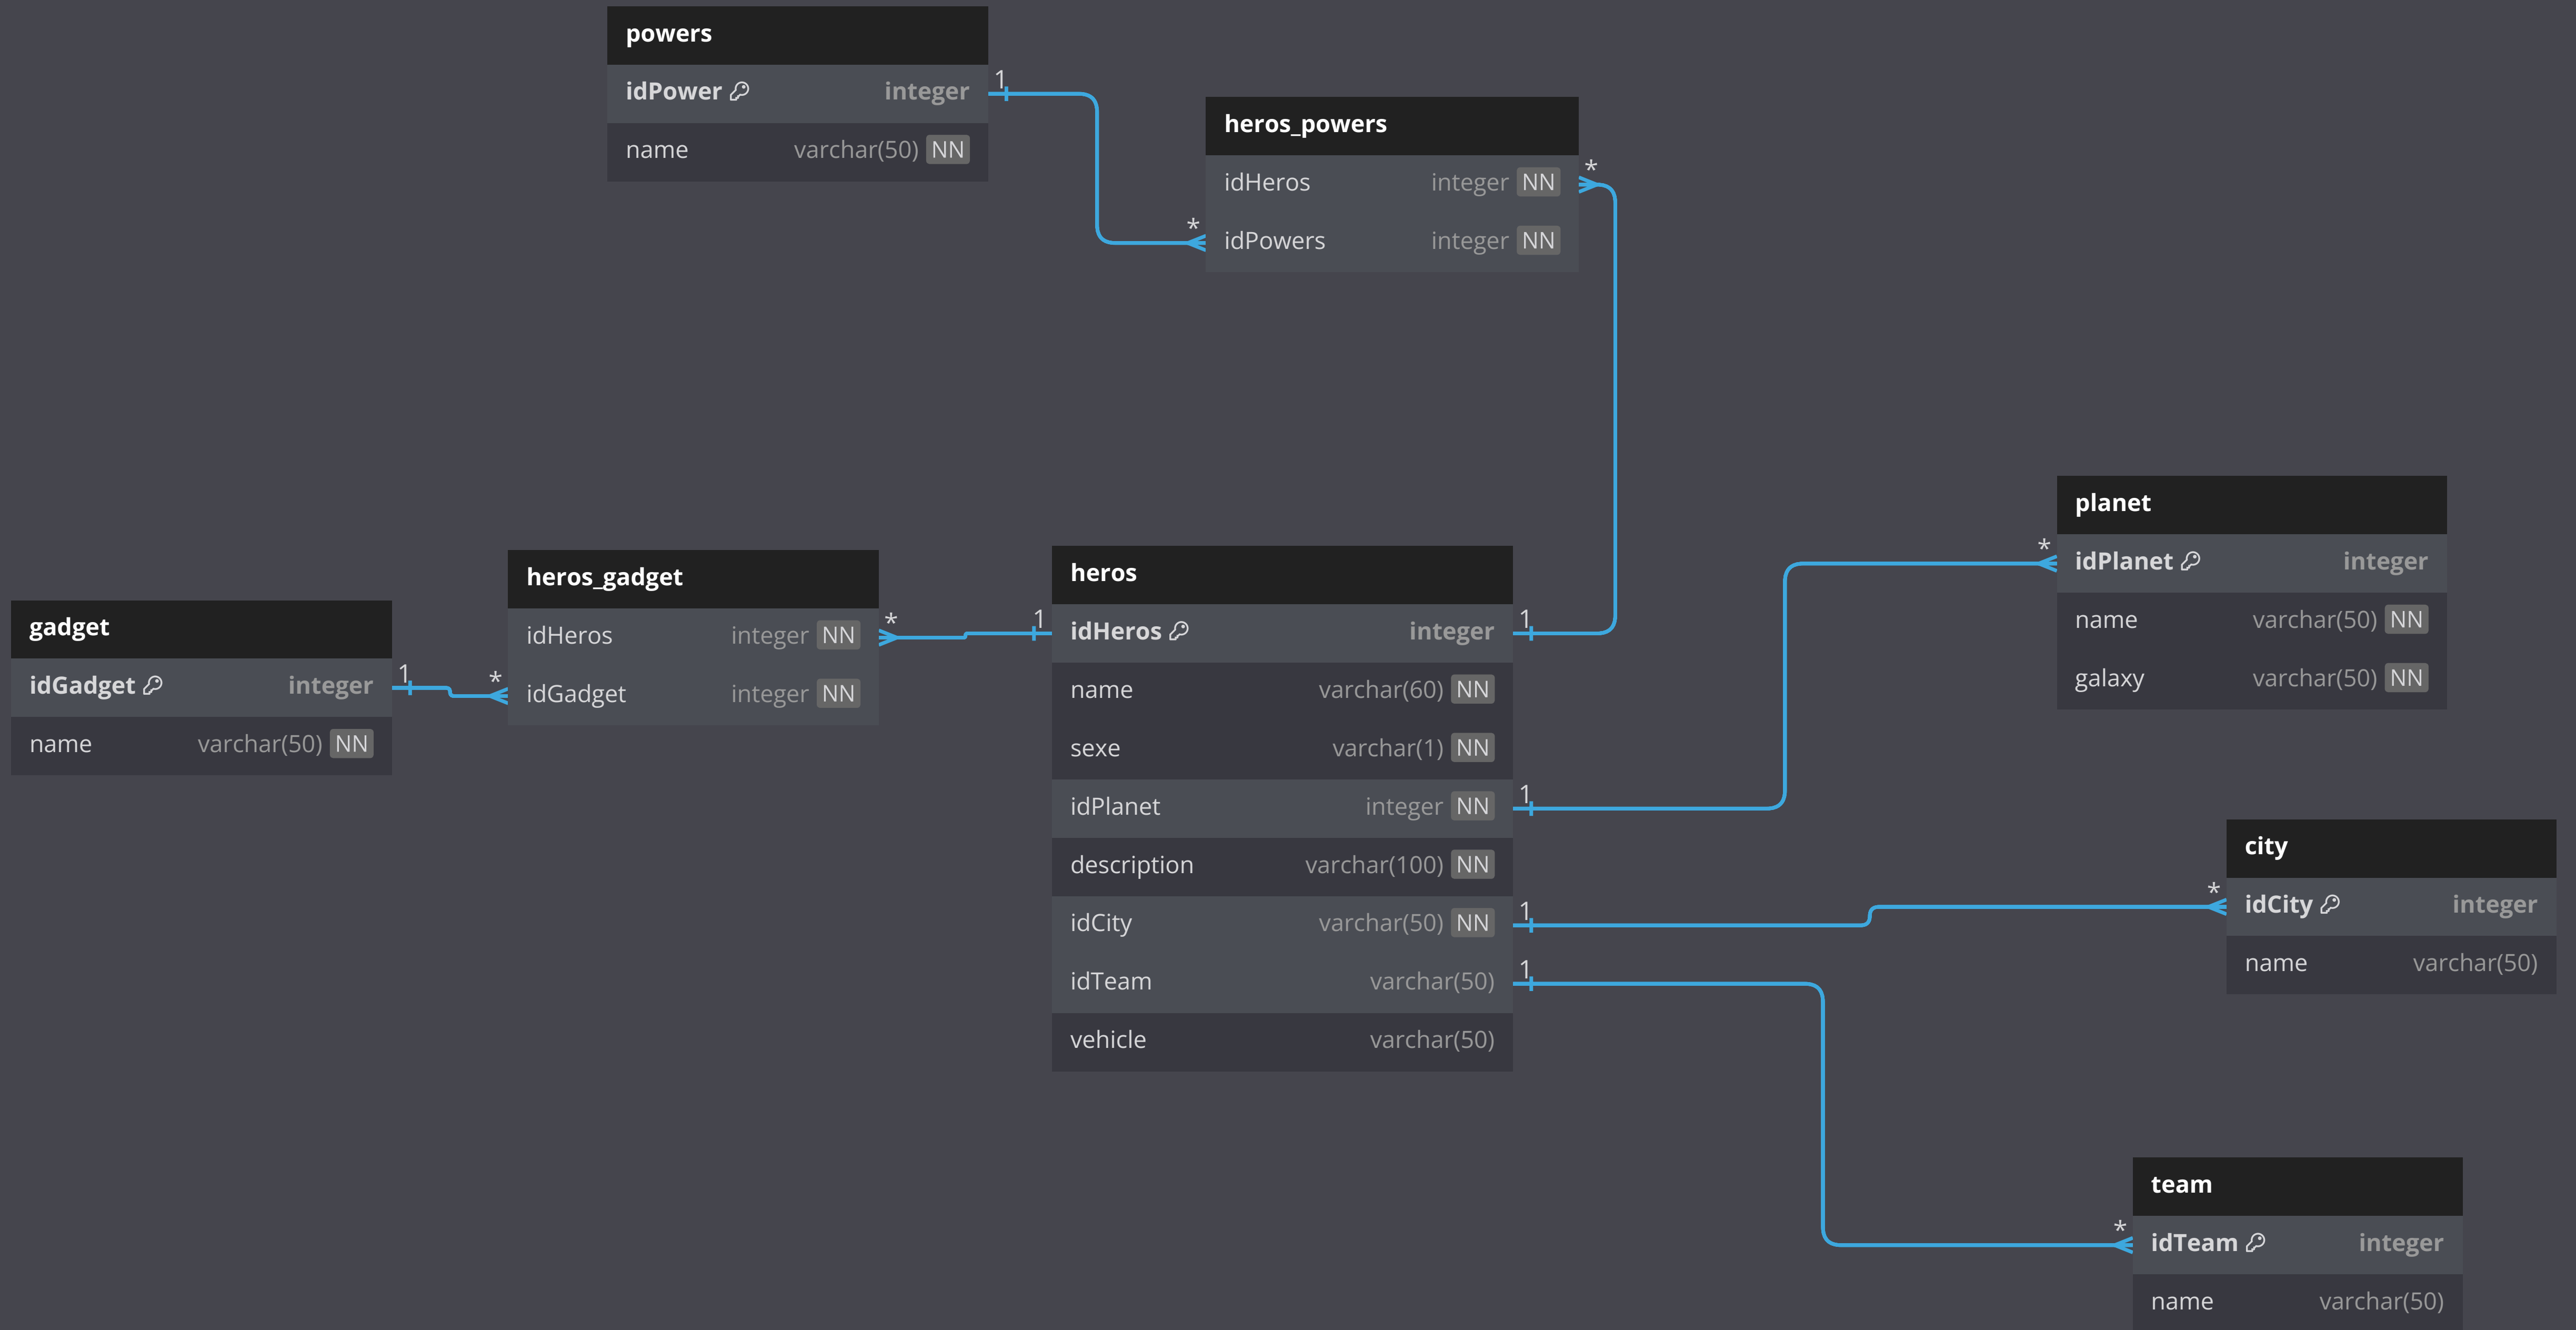 powers
idPower integer
name varchar(50) NN
1
*
heros_powers
idHeros integer NN
idPowers integer NN
*
gadget
idGadget integer
name varchar(50) NN
1
*
heros_gadget
idHeros integer NN
idGadget integer NN
*
1
heros
idHeros integer
name varchar(60) NN
sexe varchar(1) NN
idPlanet integer NN
description varchar(100) NN
idCity varchar(50) NN
idTeam varchar(50)
vehicle varchar(50)
1
1
1
1
*
planet
idPlanet integer
name varchar(50) NN
galaxy varchar(50) NN
*
city
idCity integer
name varchar(50)
*
team
idTeam integer
name varchar(50)